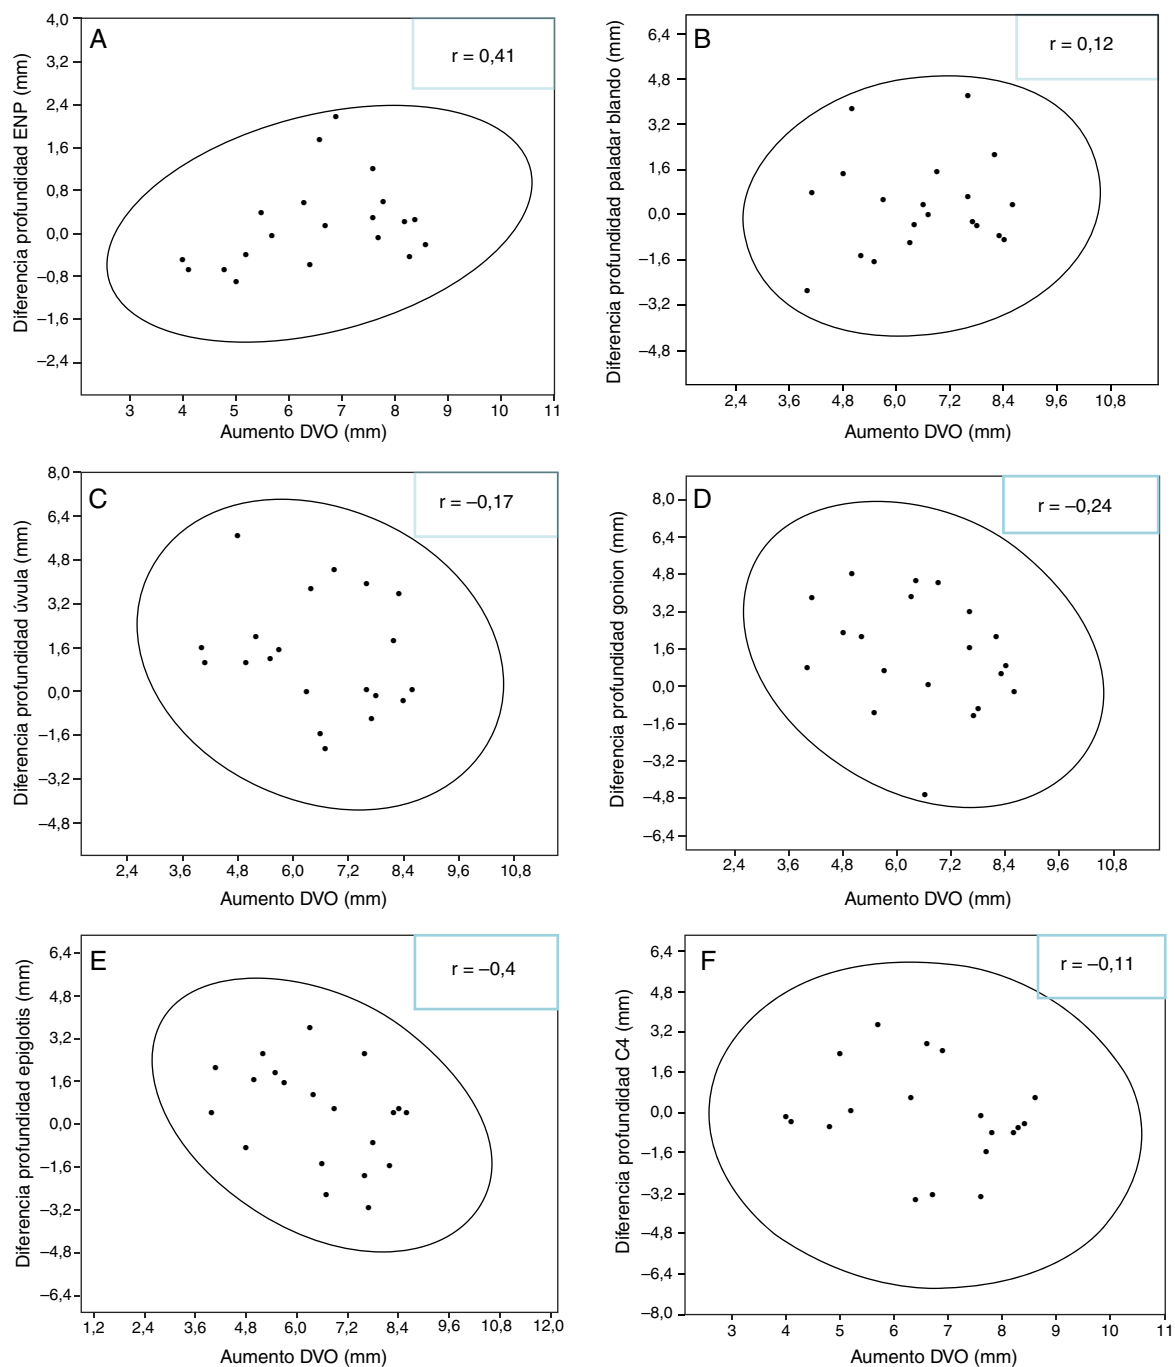 A
r = 0,41
Diferencia profundidad ENP (mm)
4,0
3,2
2,4
1,6
0,8
0,0
–0,8
–1,6
–2,4
3 4 5 6 7 8 9 10 11
Aumento DVO (mm)
B
r = 0,12
Diferencia profundidad paladar blando (mm)
6,4
4,8
3,2
1,6
0,0
–1,6
–3,2
–4,8
2,4 3,6 4,8 6,0 7,2 8,4 9,6 10,8
Aumento DVO (mm)
C
r = –0,17
Diferencia profundidad úvula (mm)
8,0
6,4
4,8
3,2
1,6
0,0
–1,6
–3,2
–4,8
2,4 3,6 4,8 6,0 7,2 8,4 9,6 10,8
Aumento DVO (mm)
D
r = –0,24
Diferencia profundidad gonion (mm)
8,0
6,4
4,8
3,2
1,6
0,0
–1,6
–3,2
–4,8
–6,4
2,4 3,6 4,8 6,0 7,2 8,4 9,6 10,8
Aumento DVO (mm)
E
r = –0,4
Diferencia profundidad epiglotis (mm)
6,4
4,8
3,2
1,6
0,0
–1,6
–3,2
–4,8
–6,4
1,2 2,4 4,8 6,0 7,2 8,4 9,6 10,8 12,0
Aumento DVO (mm)
F
r = –0,11
Diferencia profundidad C4 (mm)
6,4
4,8
3,2
1,6
0,0
–1,6
–3,2
–4,8
–6,4
–8,0
3 4 5 6 7 8 9 10 11
Aumento DVO (mm)